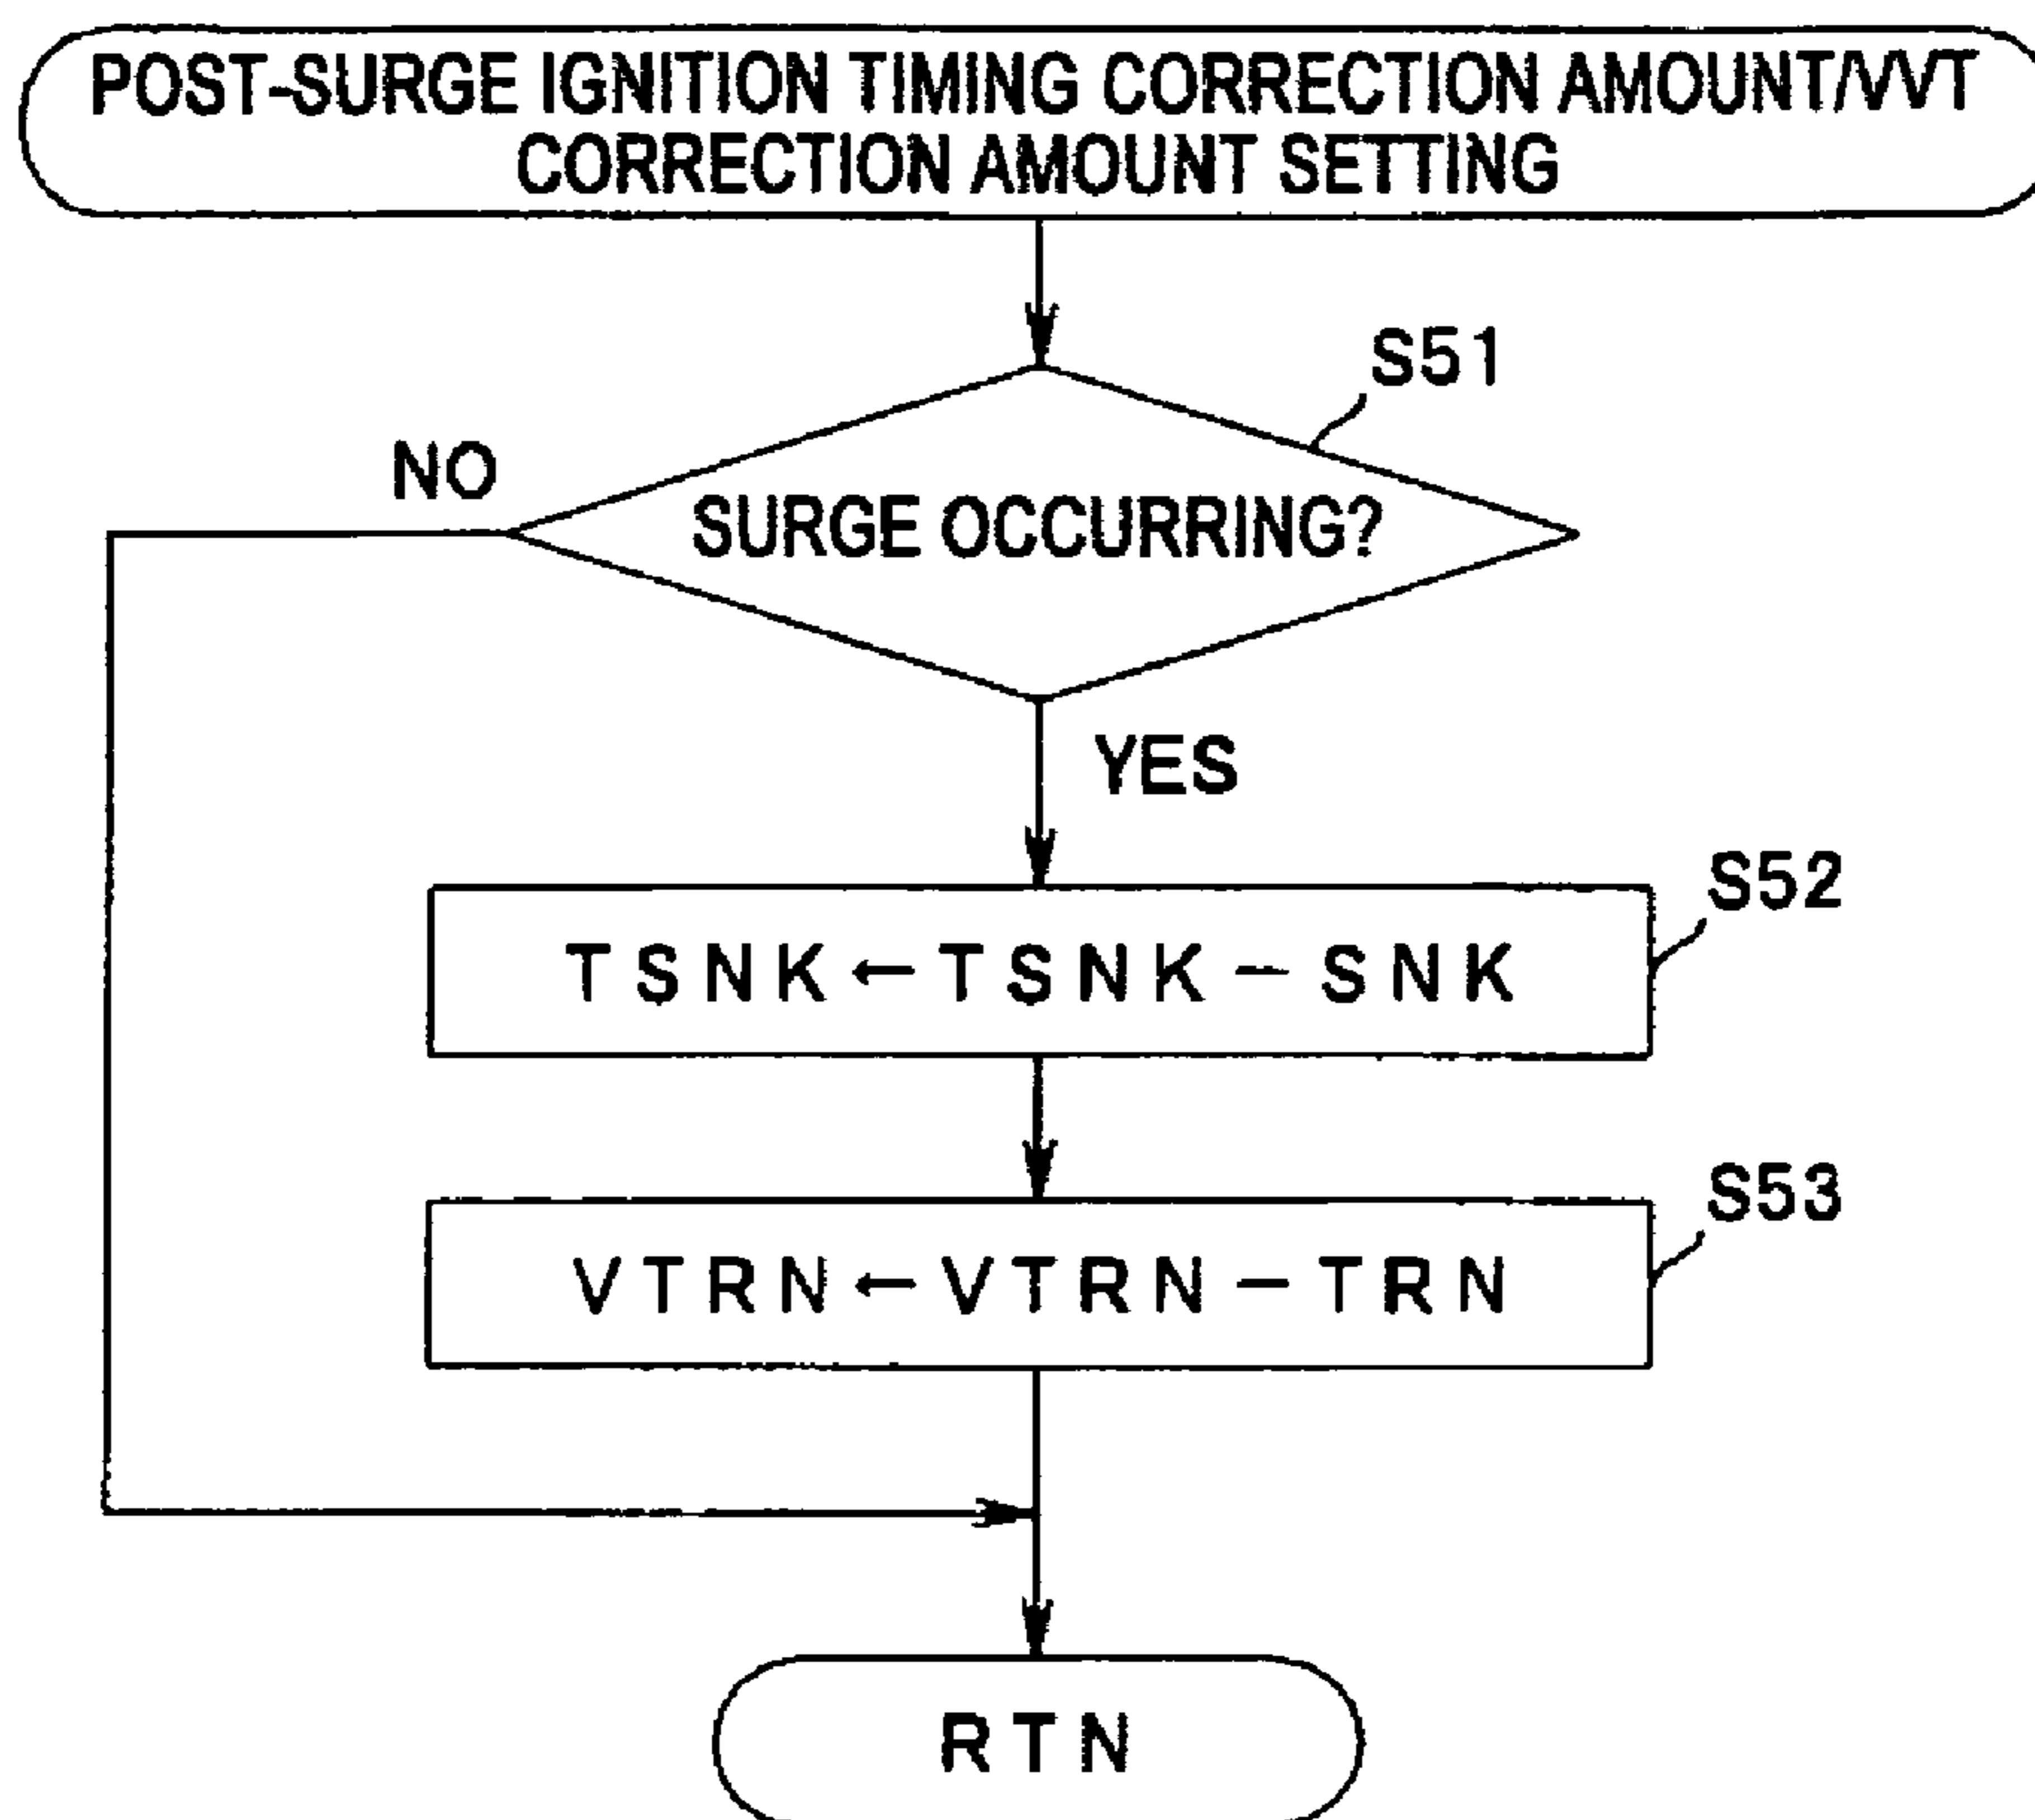 POST-SURGE IGNITION TIMING CORRECTION AMOUNT/VVT
CORRECTION AMOUNT SETTING
S51
NO
SURGE OCCURRING?
YES
S52
TSNK←TSNK－SNK
S53
VTRN←VTRN－TRN
RTN